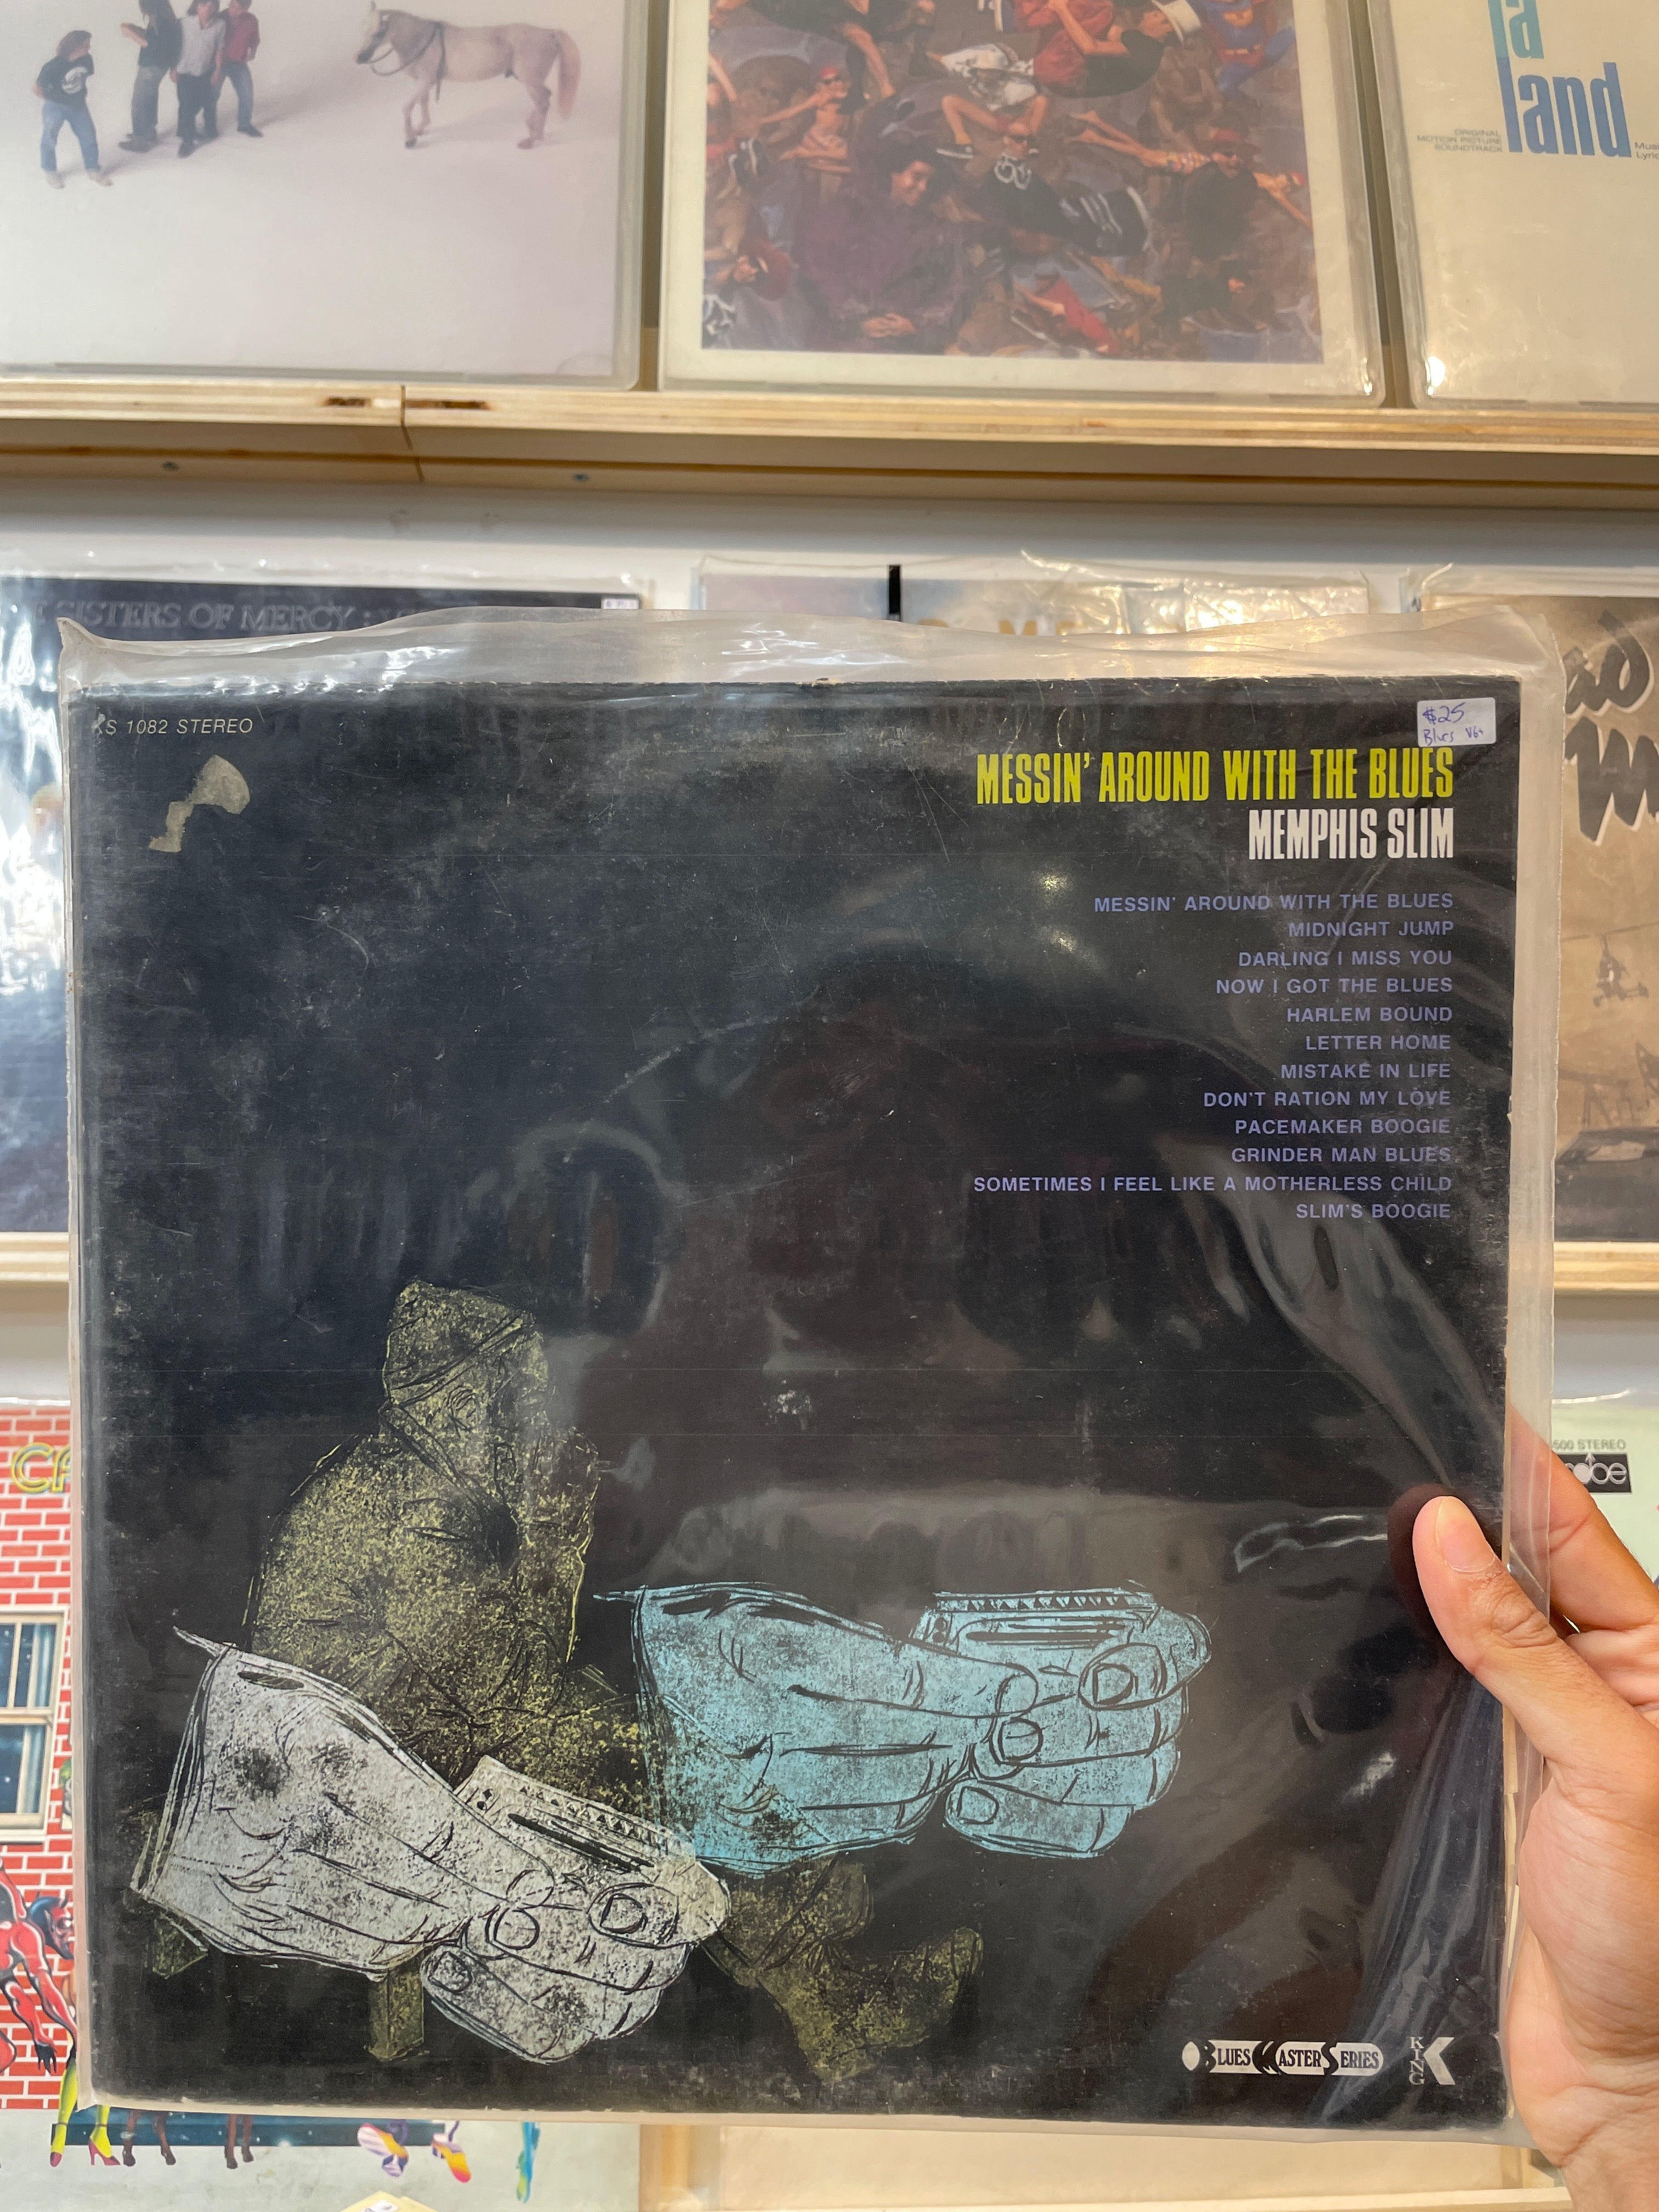 la
land
ORIGINAL
MOTION PICTURE
SOUNDTRACK
SISTERS OF MERCY
KS 1082 STEREO
$25
Blues VG+
MESSIN' AROUND WITH THE BLUES
MEMPHIS SLIM
MESSIN' AROUND WITH THE BLUES
MIDNIGHT JUMP
DARLING I MISS YOU
NOW I GOT THE BLUES
HARLEM BOUND
LETTER HOME
MISTAKE IN LIFE
DON'T RATION MY LOVE
PACEMAKER BOOGIE
GRINDER MAN BLUES
SOMETIMES I FEEL LIKE A MOTHERLESS CHILD
SLIM'S BOOGIE
500 STEREO
BLUES MASTER SERIES
KING K